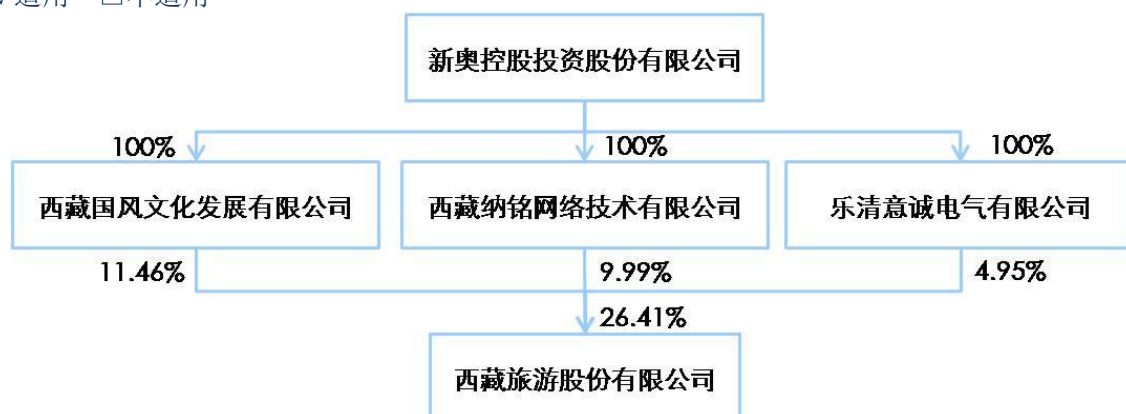 新奥控股投资股份有限公司
100% 100% 100%
西藏国风文化发展有限公司 西藏纳铭网络技术有限公司 乐清意诚电气有限公司
11.46% 9.99% 4.95%
26.41%
西藏旅游股份有限公司